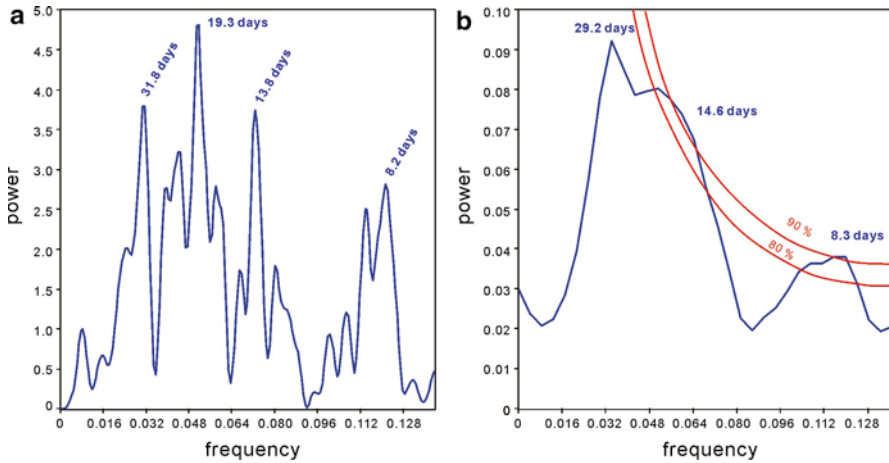 a
5.0
4.5
4.0
3.5
3.0
2.5
2.0
1.5
1.0
0.5
0
power
31.8 days
19.3 days
13.8 days
8.2 days
0 0.016 0.032 0.048 0.064 0.080 0.096 0.112 0.128
frequency
b
0.10
0.09
0.08
0.07
0.06
0.05
0.04
0.03
0.02
0.01
0
power
29.2 days
14.6 days
90 %
80 %
8.3 days
0 0.016 0.032 0.048 0.064 0.080 0.096 0.112 0.128
frequency